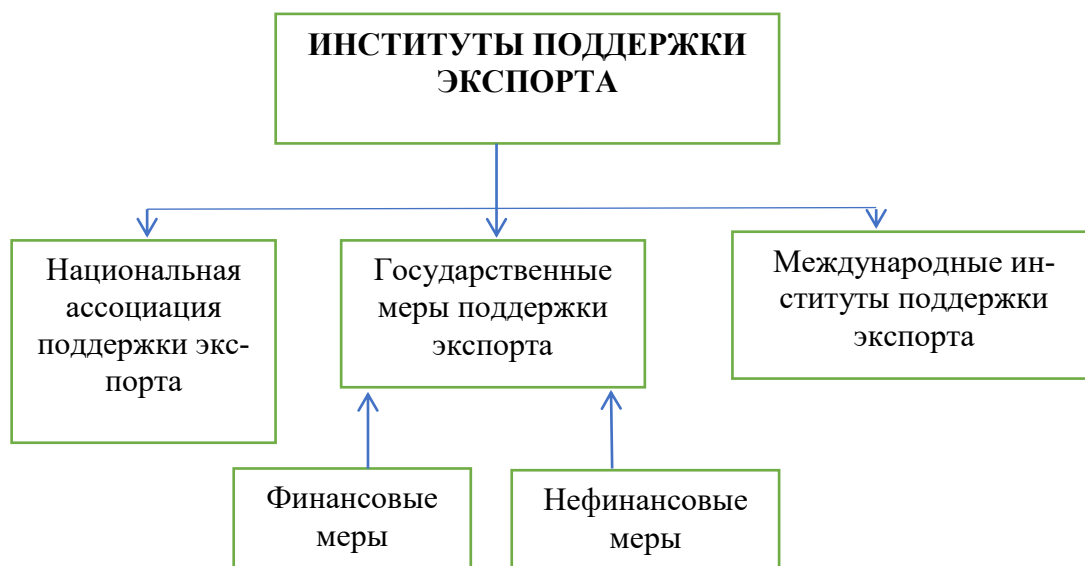 ИНСТИТУТЫ ПОДДЕРЖКИ
ЭКСПОРТА
Национальная
ассоциация
поддержки экс-
порта
Государственные
меры поддержки
экспорта
Международные ин-
ституты поддержки
экспорта
Финансовые
меры
Нефинансовые
меры